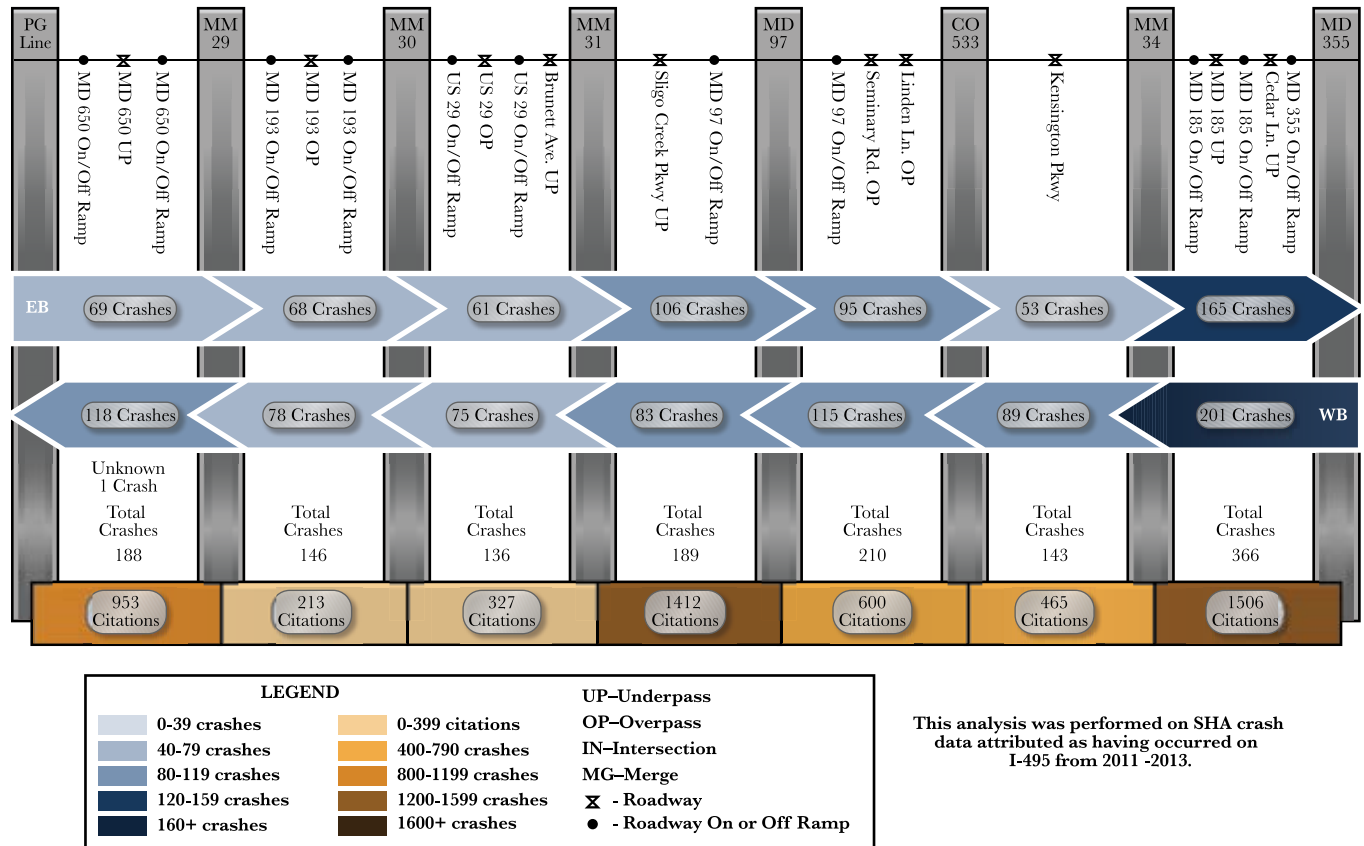 PG
Line
MM
29
MM
30
MM
31
MD
97
CO
533
MM
34
MD
355
MD 650 On/Off Ramp
MD 650 UP
MD 650 On/Off Ramp
MD 193 On/Off Ramp
MD 193 OP
MD 193 On/Off Ramp
US 29 On/Off Ramp
US 29 OP
US 29 On/Off Ramp
Brunett Ave. UP
Sligo Creek Pkwy UP
MD 97 On/Off Ramp
MD 97 On/Off Ramp
Seminary Rd. OP
Linden Ln. OP
Kensington Pkwy
MD 185 On/Off Ramp
MD 185 UP
MD 185 On/Off Ramp
Cedar Ln. UP
MD 355 On/Off Ramp
EB
69 Crashes
68 Crashes
61 Crashes
106 Crashes
95 Crashes
53 Crashes
165 Crashes
118 Crashes
78 Crashes
75 Crashes
83 Crashes
115 Crashes
89 Crashes
201 Crashes
WB
Unknown
1 Crash
Total
Crashes
188
Total
Crashes
146
Total
Crashes
136
Total
Crashes
189
Total
Crashes
210
Total
Crashes
143
Total
Crashes
366
953
Citations
213
Citations
327
Citations
1412
Citations
600
Citations
465
Citations
1506
Citations
LEGEND
0-39 crashes
40-79 crashes
80-119 crashes
120-159 crashes
160+ crashes
0-399 citations
400-790 crashes
800-1199 crashes
1200-1599 crashes
1600+ crashes
UP–Underpass
OP–Overpass
IN–Intersection
MG–Merge
- Roadway
- Roadway On or Off Ramp
This analysis was performed on SHA crash
data attributed as having occurred on
I-495 from 2011 -2013.